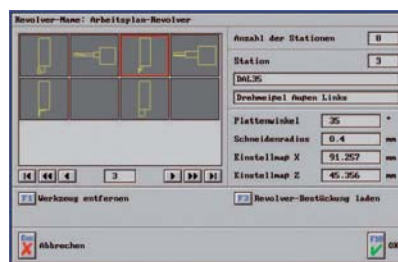 Revolver-Name: Arbeitsplan-Revolver
Anzahl der Stationen 8
Station 3
DAL35
Drehmeißel Außen Links
Plattenwinkel 35 °
Schneidenradius 0.4 mm
Einstellmaß X 91.257 mm
Einstellmaß Z 45.356 mm
3
F1 Werkzeug entfernen
F2 Revolver-Bestückung laden
Esc Abbrechen
F10 OK